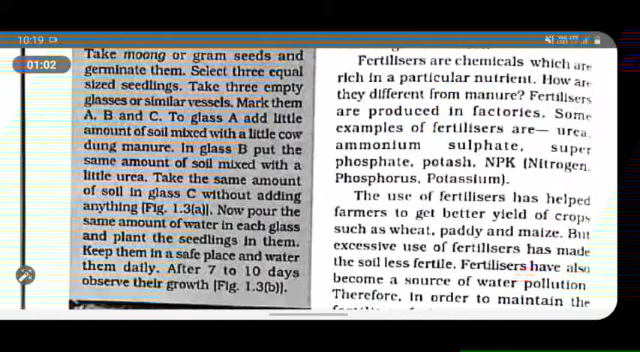 10:19
01:02
Take moong or gram seeds and
germinate them. Select three equal
sized seedlings. Take three empty
glasses or similar vessels. Mark them
A, B and C. To glass A add little
amount of soil mixed with a little cow
dung manure. In glass B put the
same amount of soil mixed with a
little urea. Take the same amount
of soil in glass C without adding
anything [Fig. 1.3(a)]. Now pour the
same amount of water in each glass
and plant the seedlings in them.
Keep them in a safe place and water
them daily. After 7 to 10 days
observe their growth [Fig. 1.3(b)].
Fertilisers are chemicals which are
rich in a particular nutrient. How are
they different from manure? Fertilisers
are produced in factories. Some
examples of fertilisers are— urea,
ammonium sulphate, super
phosphate, potash, NPK (Nitrogen,
Phosphorus, Potassium).
The use of fertilisers has helped
farmers to get better yield of crops
such as wheat, paddy and maize. But
excessive use of fertilisers has made
the soil less fertile. Fertilisers have also
become a source of water pollution.
Therefore, in order to maintain the